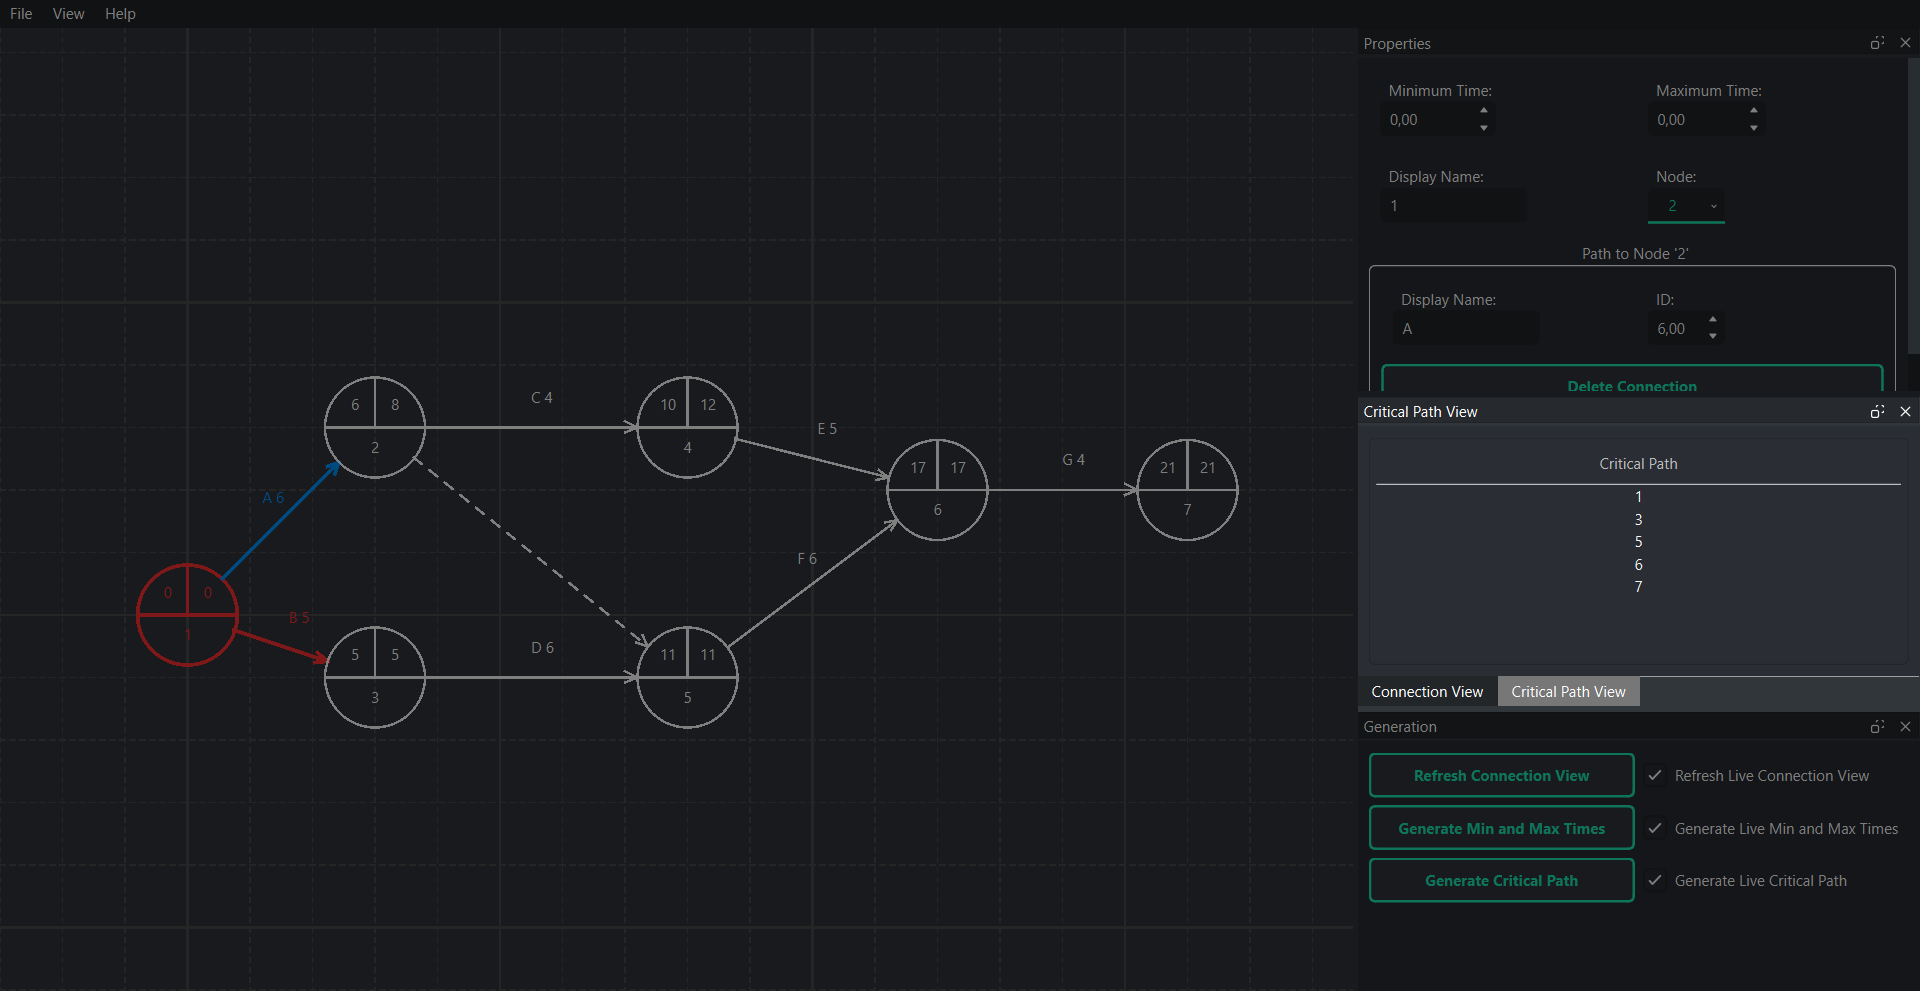 File View Help
Properties
Minimum Time: Maximum Time:
0,00 0,00
Display Name: Node:
1 2
Path to Node '2'
Display Name: ID:
A 6,00
Delete Connection
Critical Path View
Critical Path
1
3
5
6
7
Connection View Critical Path View
Generation
Refresh Connection View Refresh Live Connection View
Generate Min and Max Times Generate Live Min and Max Times
Generate Critical Path Generate Live Critical Path
6 8
2
C 4
10 12
4
E 5
17 17
6
G 4
21 21
7
A 6
F 6
0 0
1
B 5
5 5
3
D 6
11 11
5